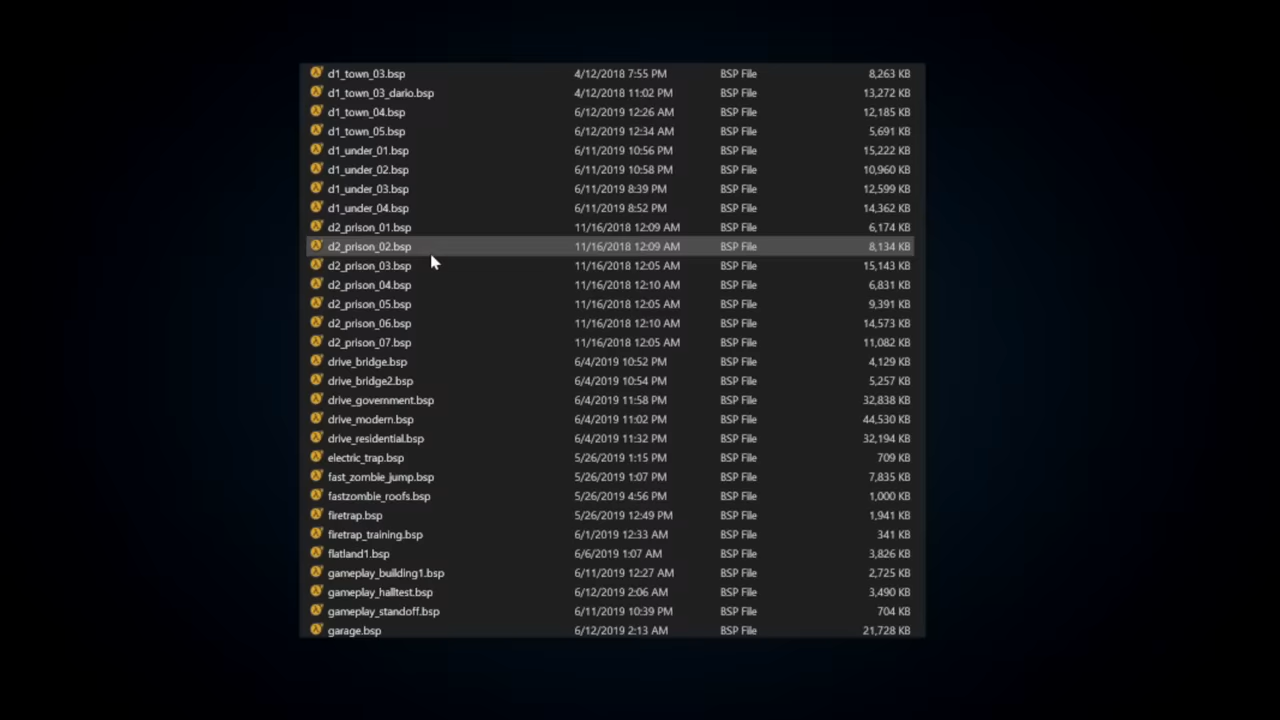 d1_town_03.bsp 4/12/2018 7:55 PM BSP File 8,263 KB
d1_town_03_dario.bsp 4/12/2018 11:02 PM BSP File 13,272 KB
d1_town_04.bsp 6/12/2019 12:26 AM BSP File 12,185 KB
d1_town_05.bsp 6/12/2019 12:34 AM BSP File 5,691 KB
d1_under_01.bsp 6/11/2019 10:56 PM BSP File 15,222 KB
d1_under_02.bsp 6/11/2019 10:58 PM BSP File 10,960 KB
d1_under_03.bsp 6/11/2019 8:39 PM BSP File 12,599 KB
d1_under_04.bsp 6/11/2019 8:52 PM BSP File 14,362 KB
d2_prison_01.bsp 11/16/2018 12:09 AM BSP File 6,174 KB
d2_prison_02.bsp 11/16/2018 12:09 AM BSP File 8,134 KB
d2_prison_03.bsp 11/16/2018 12:05 AM BSP File 15,143 KB
d2_prison_04.bsp 11/16/2018 12:10 AM BSP File 6,831 KB
d2_prison_05.bsp 11/16/2018 12:05 AM BSP File 9,391 KB
d2_prison_06.bsp 11/16/2018 12:10 AM BSP File 14,573 KB
d2_prison_07.bsp 11/16/2018 12:05 AM BSP File 11,082 KB
drive_bridge.bsp 6/4/2019 10:52 PM BSP File 4,129 KB
drive_bridge2.bsp 6/4/2019 10:54 PM BSP File 5,257 KB
drive_government.bsp 6/4/2019 11:58 PM BSP File 32,838 KB
drive_modern.bsp 6/4/2019 11:02 PM BSP File 44,530 KB
drive_residential.bsp 6/4/2019 11:32 PM BSP File 32,194 KB
electric_trap.bsp 5/26/2019 1:15 PM BSP File 709 KB
fast_zombie_jump.bsp 5/26/2019 1:07 PM BSP File 7,835 KB
fastzombie_roofs.bsp 5/26/2019 4:56 PM BSP File 1,000 KB
firetrap.bsp 5/26/2019 12:49 PM BSP File 1,941 KB
firetrap_training.bsp 6/1/2019 12:33 AM BSP File 341 KB
flatland1.bsp 6/6/2019 1:07 AM BSP File 3,826 KB
gameplay_building1.bsp 6/11/2019 12:27 AM BSP File 2,725 KB
gameplay_halltest.bsp 6/12/2019 2:06 AM BSP File 3,490 KB
gameplay_standoff.bsp 6/11/2019 10:39 PM BSP File 704 KB
garage.bsp 6/12/2019 2:13 AM BSP File 21,728 KB